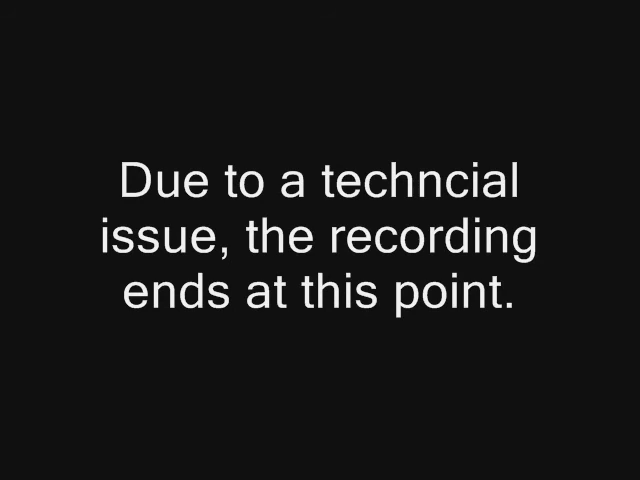 Due to a techncial
issue, the recording
ends at this point.